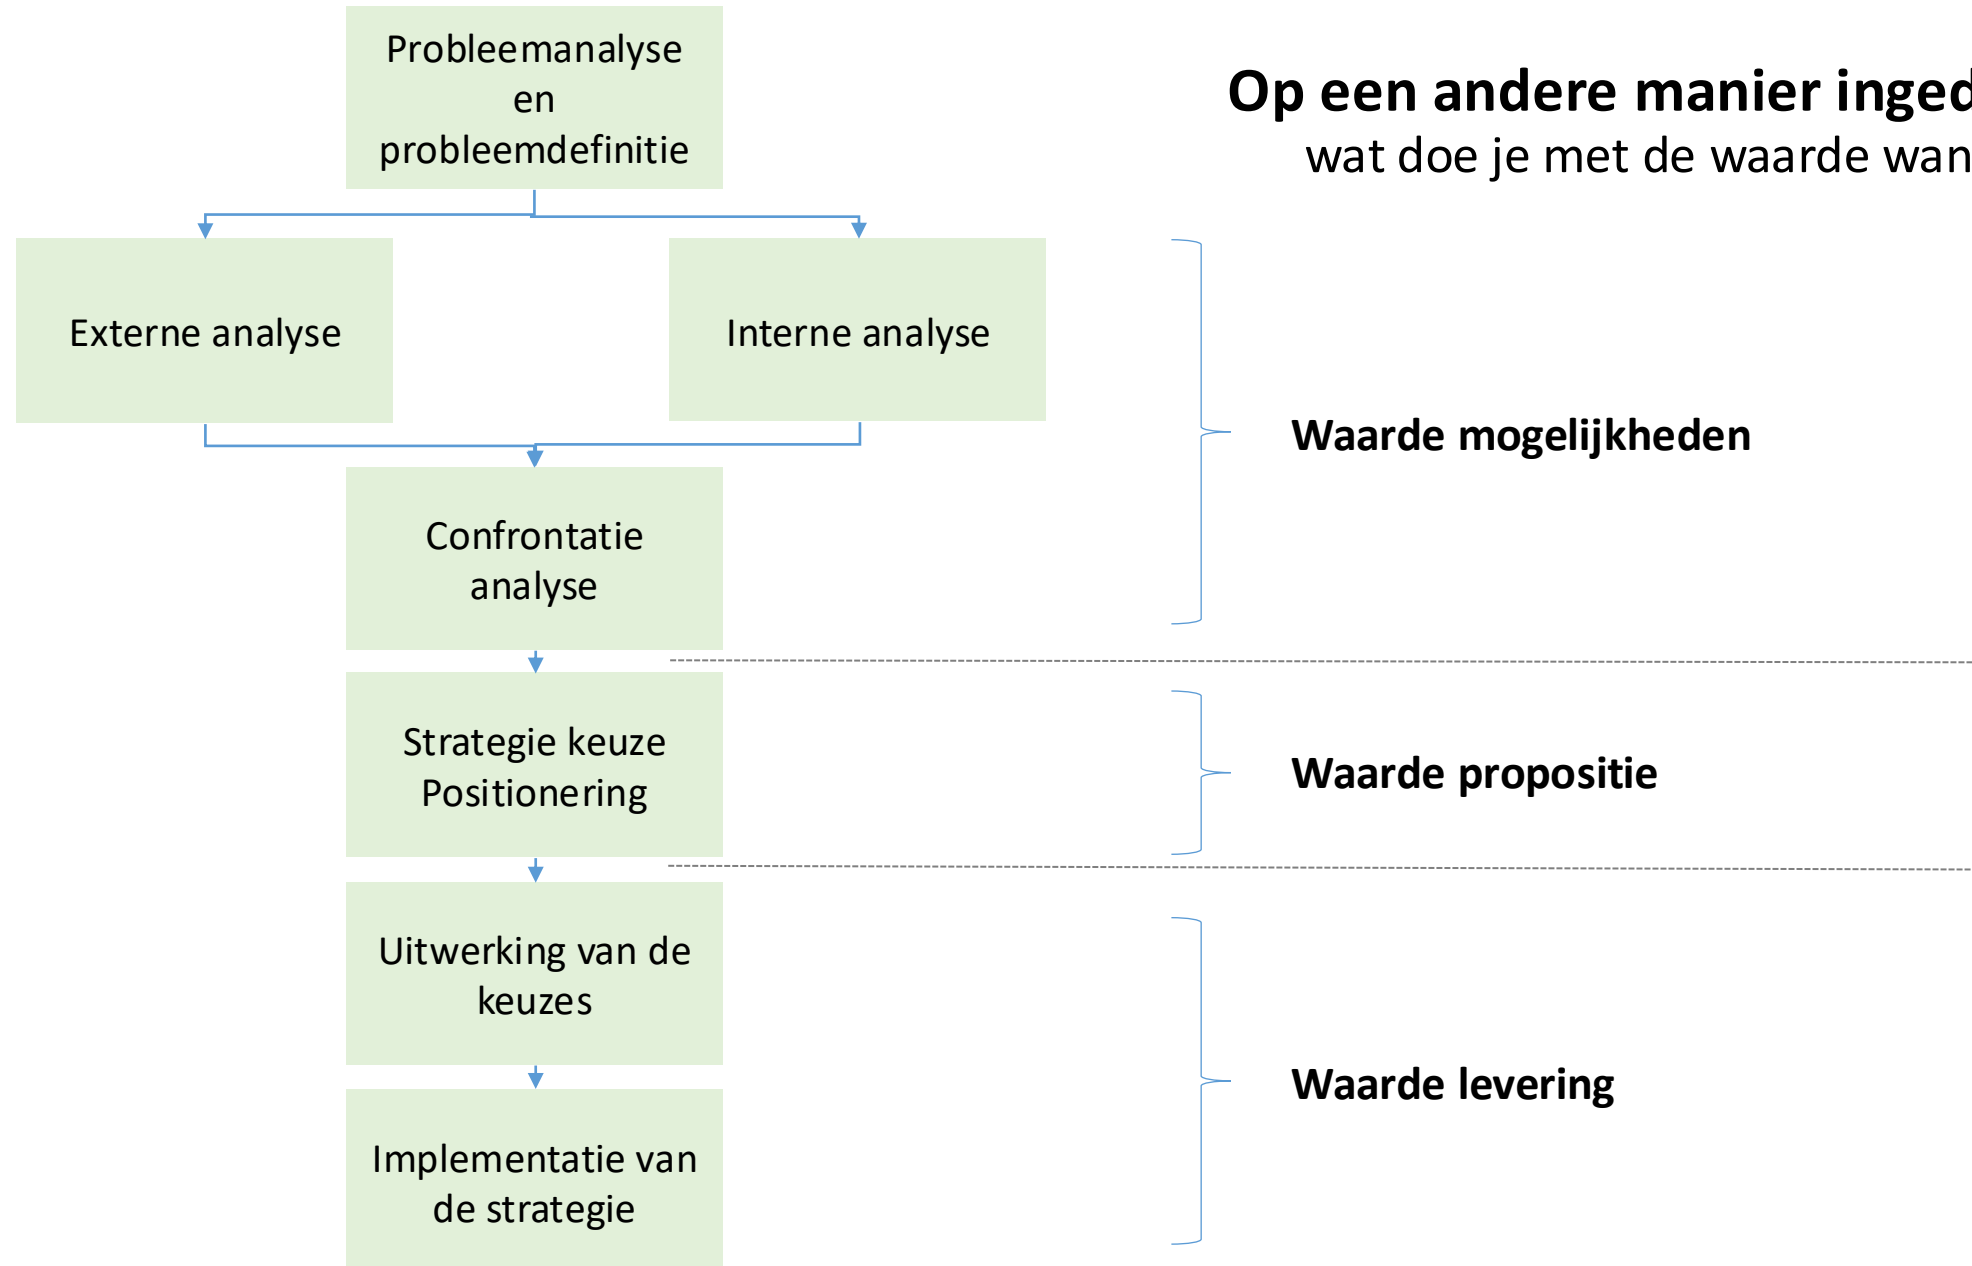 Probleemanalyse
en
probleemdefinitie
Op een andere manier inged
wat doe je met de waarde wan
Externe analyse
Interne analyse
Waarde mogelijkheden
Confrontatie
analyse
Strategie keuze
Positionering
Waarde propositie
Uitwerking van de
keuzes
Waarde levering
Implementatie van
de strategie